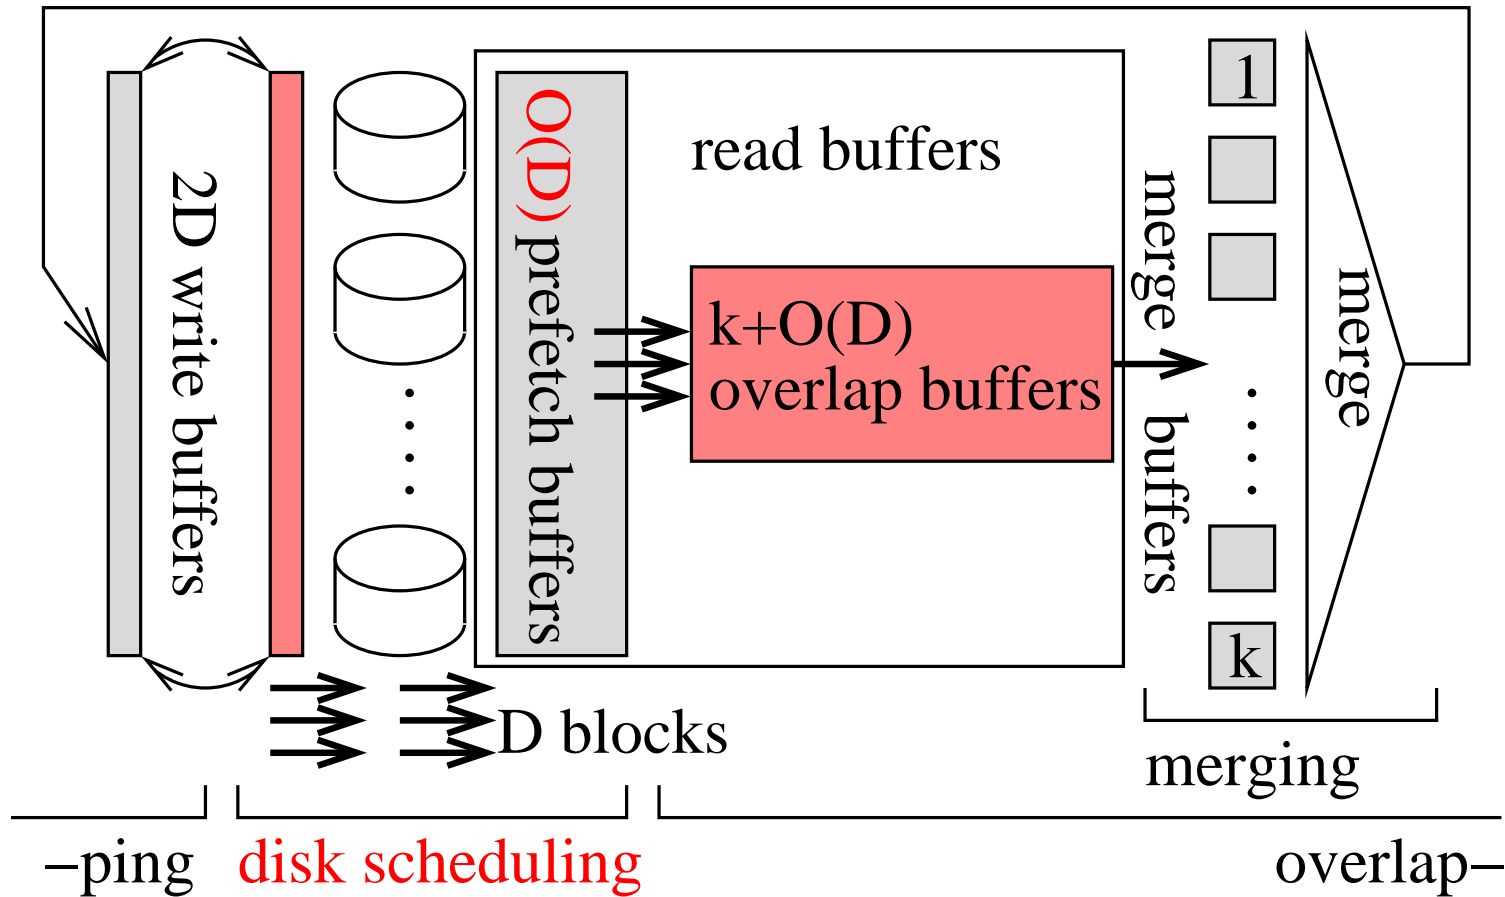 2D write buffers
O(D) prefetch buffers
read buffers
k+O(D)
overlap buffers
merge buffers
1
k
merge
D blocks
merging
–ping
disk scheduling
overlap–